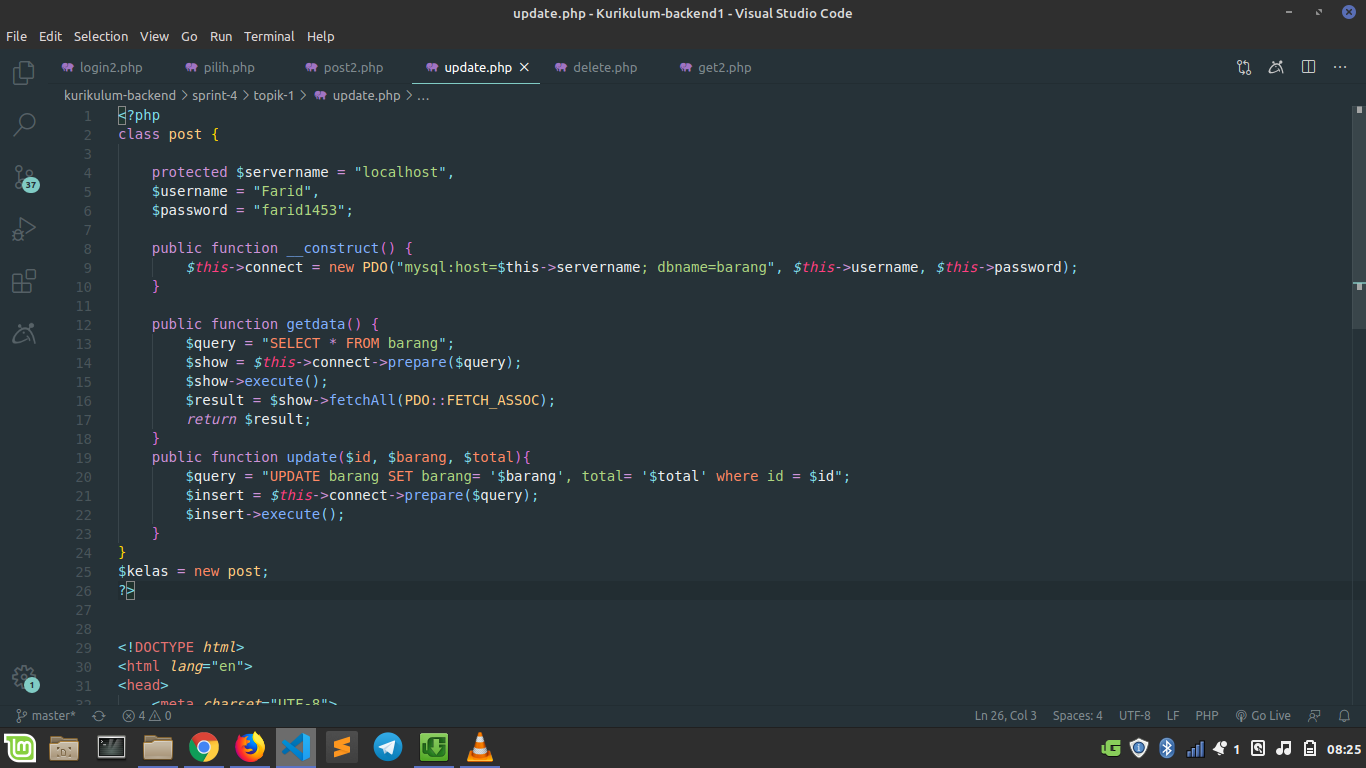 update.php - Kurikulum-backend1 - Visual Studio Code
File Edit Selection View Go Run Terminal Help
login2.php pilih.php post2.php update.php delete.php get2.php
kurikulum-backend > sprint-4 > topik-1 > update.php > ...
1 <?php
2 class post {
3
4 protected $servername = "localhost",
5 $username = "Farid",
6 $password = "farid1453";
7
8 public function __construct() {
9 $this->connect = new PDO("mysql:host=$this->servername; dbname=barang", $this->username, $this->password);
10 }
11
12 public function getdata() {
13 $query = "SELECT * FROM barang";
14 $show = $this->connect->prepare($query);
15 $show->execute();
16 $result = $show->fetchAll(PDO::FETCH_ASSOC);
17 return $result;
18 }
19 public function update($id, $barang, $total){
20 $query = "UPDATE barang SET barang= '$barang', total= '$total' where id = $id";
21 $insert = $this->connect->prepare($query);
22 $insert->execute();
23 }
24 }
25 $kelas = new post;
26 ?>
27
28
29 <!DOCTYPE html>
30 <html lang="en">
31 <head>
32 <meta charset="UTF-8">
37
1
master* 4 0 Ln 26, Col 3 Spaces: 4 UTF-8 LF PHP Go Live
1 08:25